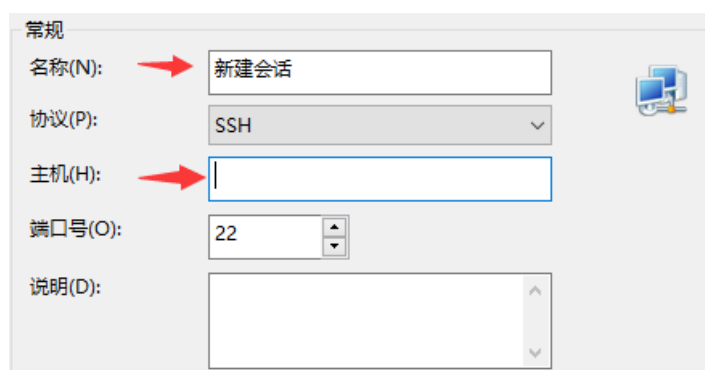 常规
名称(N): 新建会话
协议(P): SSH
主机(H):
端口号(O): 22
说明(D):